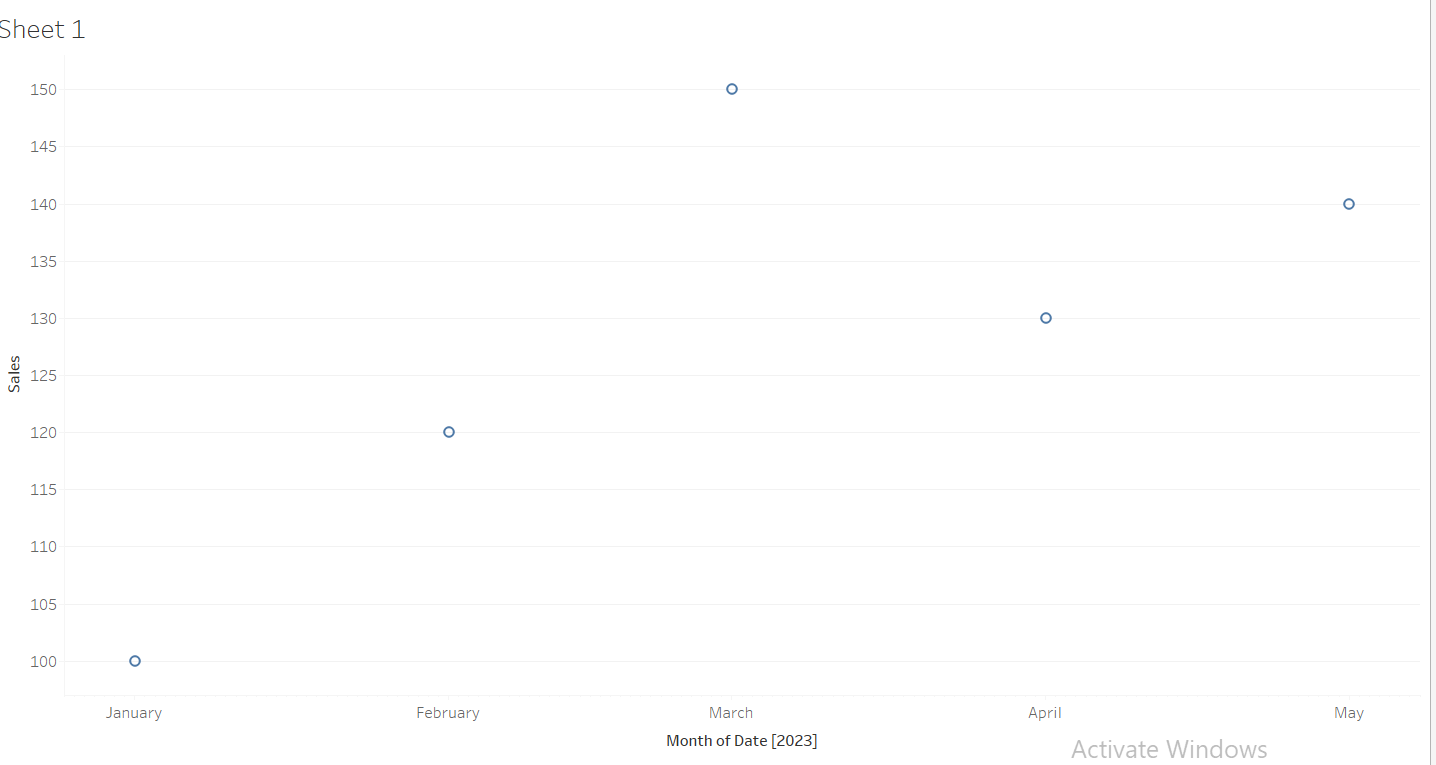 Sheet 1
150
145
140
135
130
125
120
115
110
105
100
Sales
January February March April May
Month of Date [2023]
Activate Windows